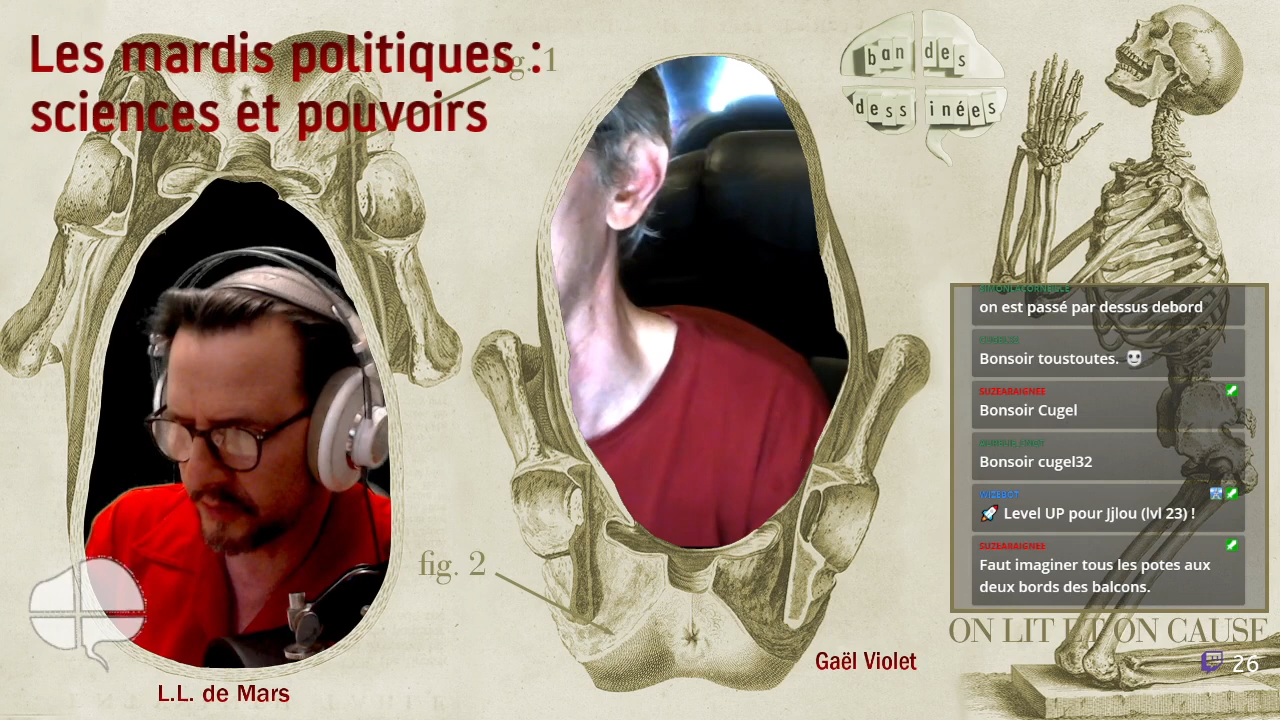 Les mardis politiques :
sciences et pouvoirs
fig. 1
ban des
dess inées
on est passé par dessus debord
Bonsoir toustoutes.
SUZEARAIGNEE
Bonsoir Cugel
Bonsoir cugel32
WIZEBOT
Level UP pour Jjlou (lvl 23) !
SUZEARAIGNEE
Faut imaginer tous les potes aux
deux bords des balcons.
fig. 2
ON LIT ET ON CAUSE
26
Gaël Violet
L.L. de Mars